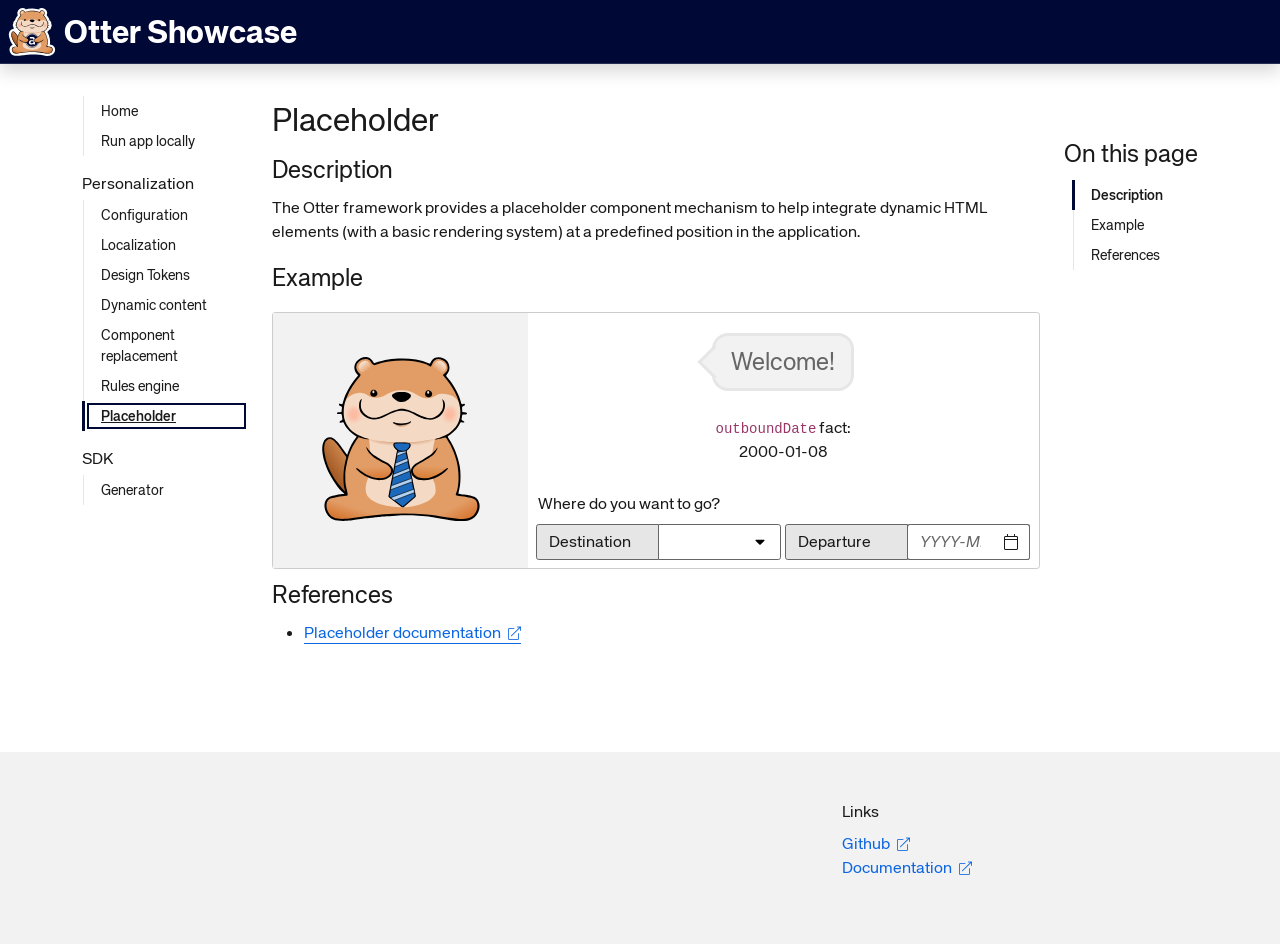 Otter Showcase
Home
Run app locally
Personalization
Configuration
Localization
Design Tokens
Dynamic content
Component
replacement
Rules engine
Placeholder
SDK
Generator
Placeholder
Description
The Otter framework provides a placeholder component mechanism to help integrate dynamic HTML
elements (with a basic rendering system) at a predefined position in the application.
Example
Welcome!
outboundDate fact:
2000-01-08
Where do you want to go?
Destination
Departure YYYY-M
References
Placeholder documentation
On this page
Description
Example
References
Links
Github
Documentation